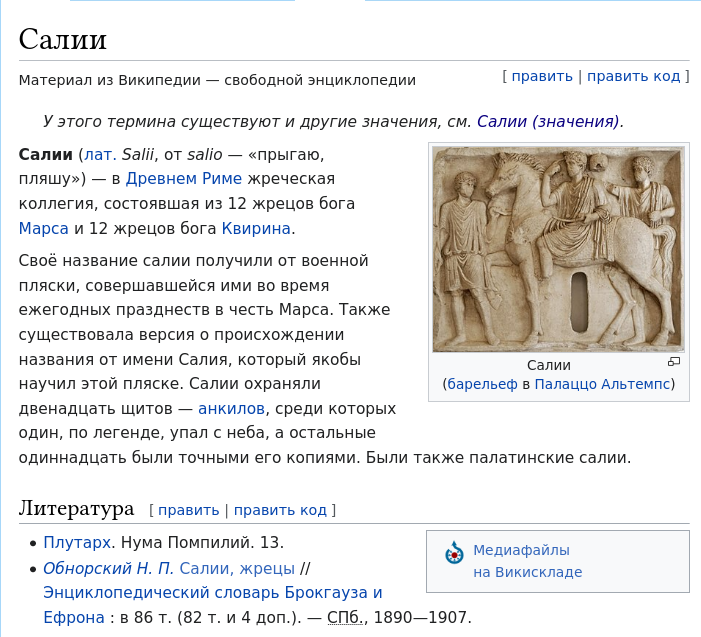 Салии
Материал из Википедии — свободной энциклопедии
[ править | править код ]
У этого термина существуют и другие значения, см. Салии (значения).
Салии (лат. Salii, от salio — «прыгаю,
пляшу») — в Древнем Риме жреческая
коллегия, состоявшая из 12 жрецов бога
Марса и 12 жрецов бога Квирина.
Своё название салии получили от военной
пляски, совершавшейся ими во время
ежегодных празднеств в честь Марса. Также
существовала версия о происхождении
названия от имени Салия, который якобы
научил этой пляске. Салии охраняли
двенадцать щитов — анкилов, среди которых
один, по легенде, упал с неба, а остальные
одиннадцать были точными его копиями. Были также палатинские салии.
Салии
(барельеф в Палаццо Альтемпс)
Литература [ править | править код ]
• Плутарх. Нума Помпилий. 13.
• Обнорский Н. П. Салии, жрецы //
Энциклопедический словарь Брокгауза и
Ефрона : в 86 т. (82 т. и 4 доп.). — СПб., 1890—1907.
Медиафайлы
на Викискладе